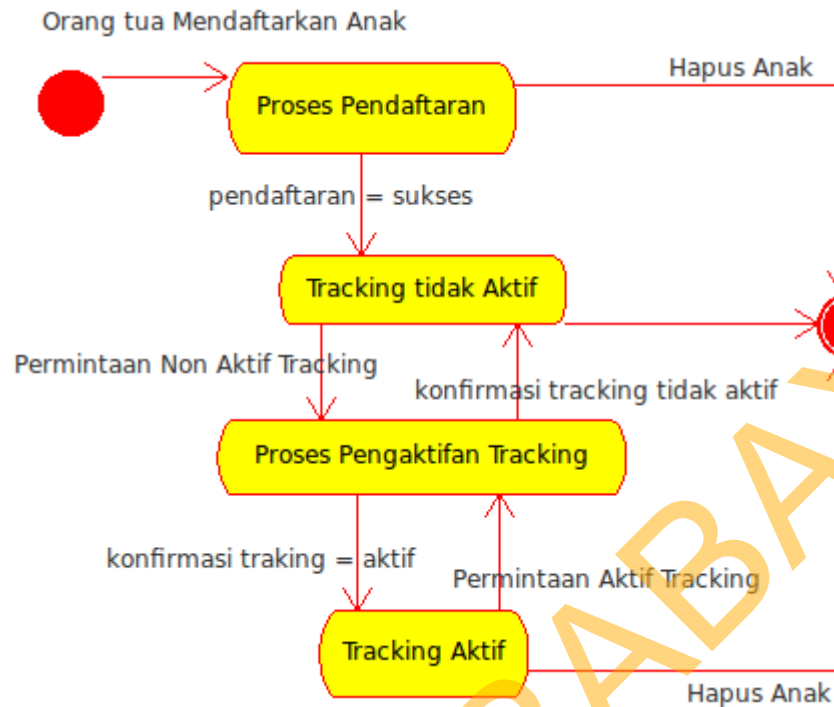 Orang tua Mendaftarkan Anak
Hapus Anak
Proses Pendaftaran
pendaftaran = sukses
Tracking tidak Aktif
Permintaan Non Aktif Tracking
konfirmasi tracking tidak aktif
Proses Pengaktifan Tracking
konfirmasi traking = aktif
Permintaan Aktif Tracking
Tracking Aktif
Hapus Anak